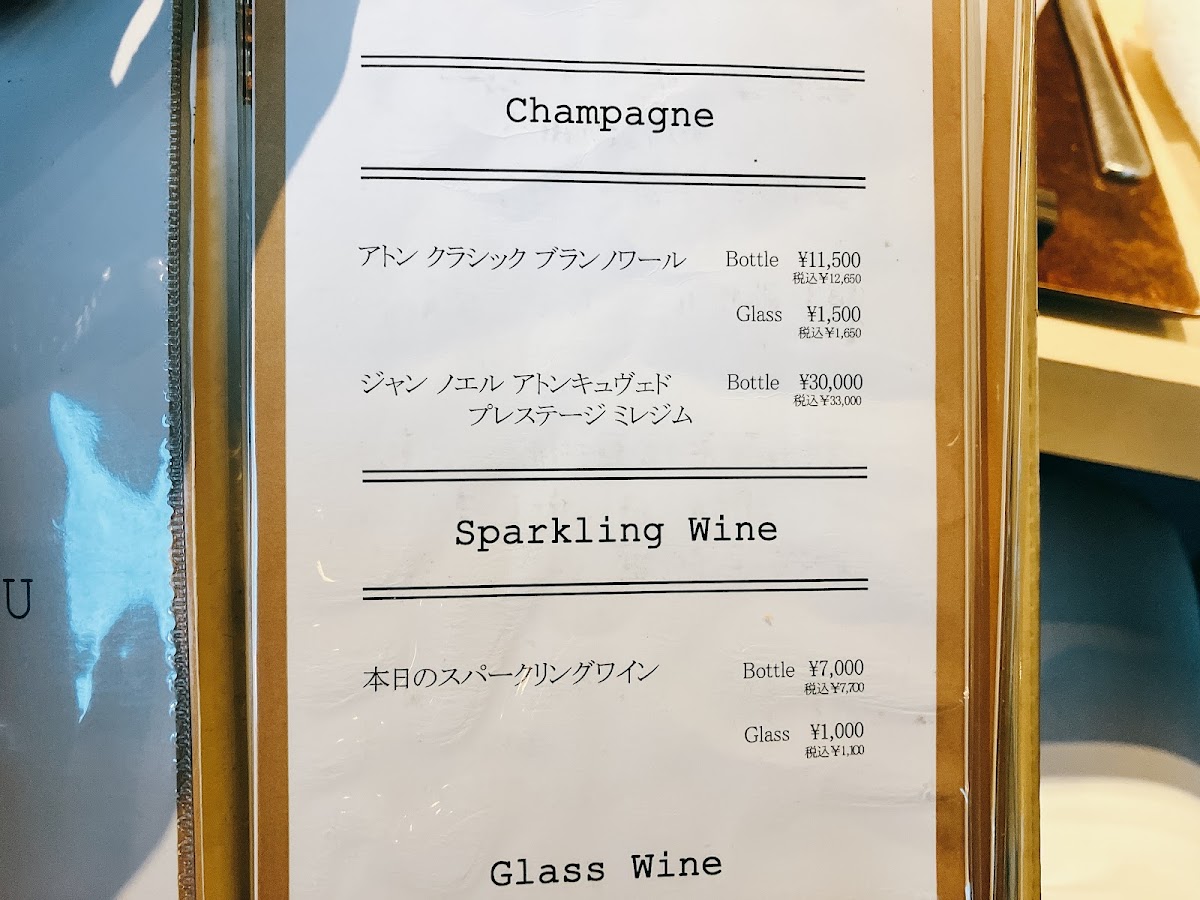 Champagne
アトン クラシック ブラン ノワール Bottle ¥11,500
税込¥12,650
Glass ¥1,500
税込¥1,650
ジャン ノエル アトンキュヴェド Bottle ¥30,000
プレステージ ミレジム 税込¥33,000
Sparkling Wine
本日のスパークリングワイン Bottle ¥7,000
税込¥7,700
Glass ¥1,000
税込¥1,100
Glass Wine
U